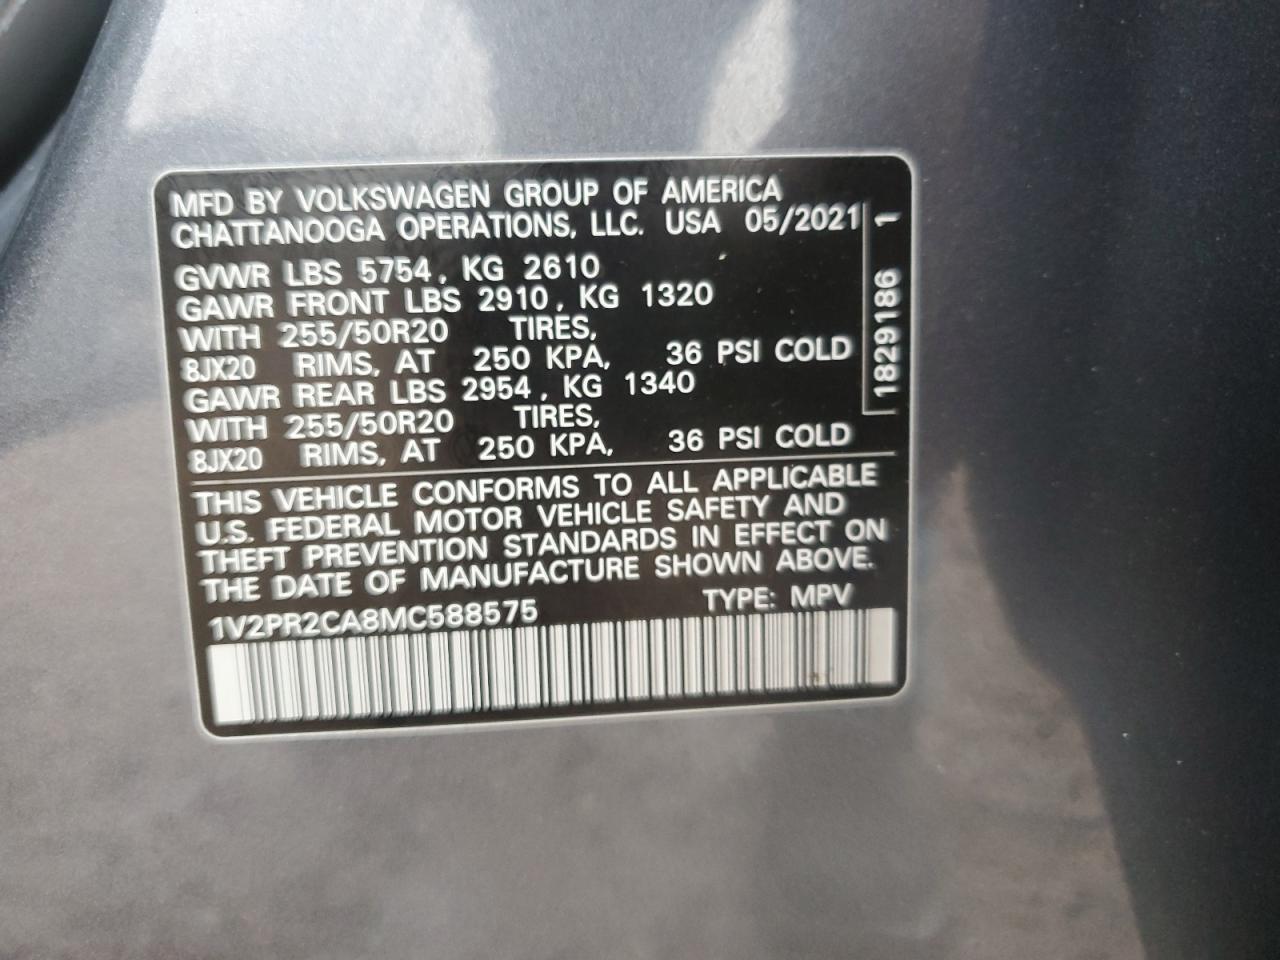 MFD BY VOLKSWAGEN GROUP OF AMERICA
CHATTANOOGA OPERATIONS, LLC. USA 05/2021
GVWR LBS 5754, KG 2610
GAWR FRONT LBS 2910, KG 1320
WITH 255/50R20 TIRES,
8JX20 RIMS, AT 250 KPA, 36 PSI COLD
GAWR REAR LBS 2954, KG 1340
WITH 255/50R20 TIRES,
8JX20 RIMS, AT 250 KPA, 36 PSI COLD
1829186 1
THIS VEHICLE CONFORMS TO ALL APPLICABLE
U.S. FEDERAL MOTOR VEHICLE SAFETY AND
THEFT PREVENTION STANDARDS IN EFFECT ON
THE DATE OF MANUFACTURE SHOWN ABOVE.
1V2PR2CA8MC588575 TYPE: MPV